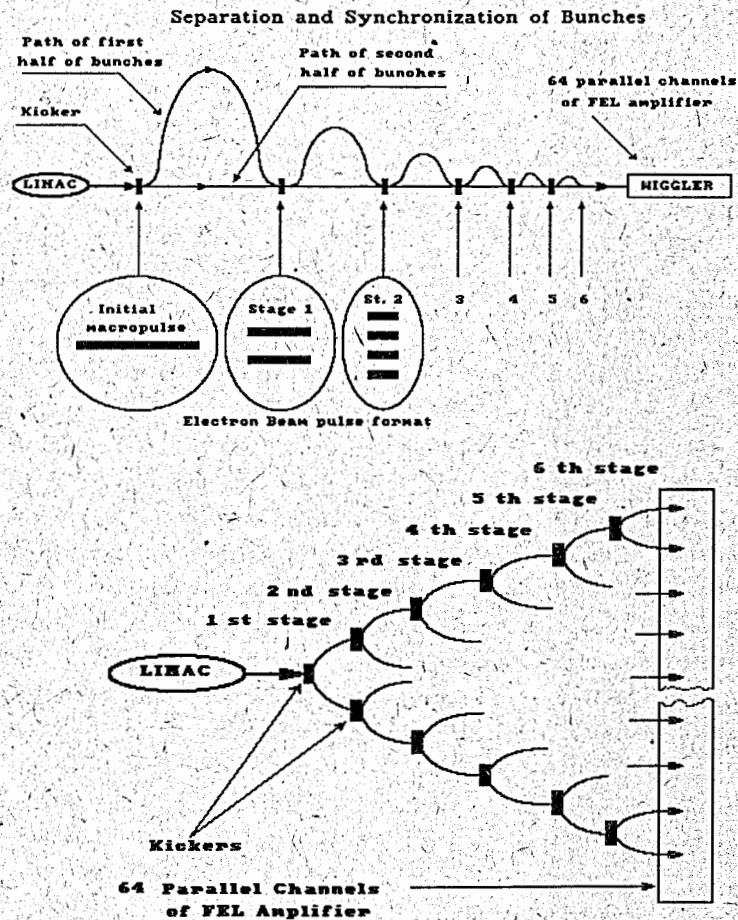 Separation and Synchronization of Bunches
Path of first
half of bunches
Path of second
half of bunches
64 parallel channels
of FEL amplifier
Kicker
LINAC
WIGGLER
Initial
macropulse
Stage 1
St. 2
3
4
5
6
Electron Beam pulse format
6 th stage
5 th stage
4 th stage
3 rd stage
2 nd stage
1 st stage
LINAC
Kickers
64 Parallel Channels
of FEL Amplifier